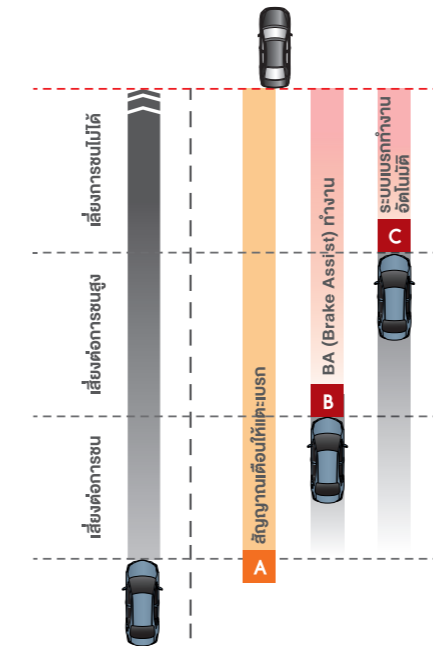 เลี่ยงการชนไม่ได้
เสี่ยงต่อการชนสูง
เสี่ยงต่อการชน
สัญญาณเตือนให้แตะเบรก
A
BA (Brake Assist) ทำงาน
B
ระบบเบรกทำงาน
อัตโนมัติ
C